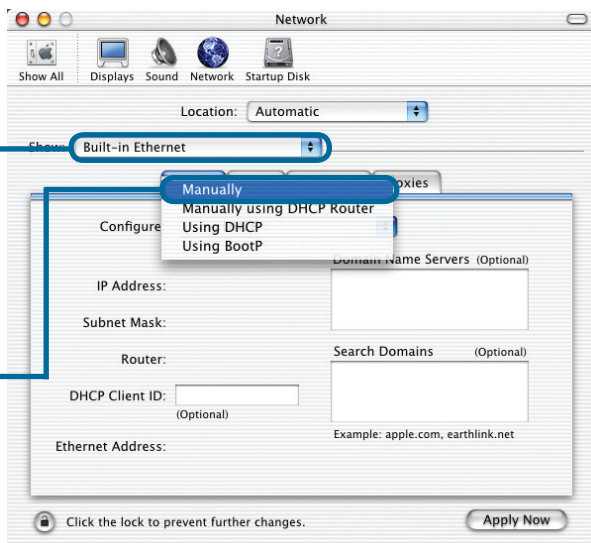 Network
Show All Displays Sound Network Startup Disk
Location: Automatic
Show: Built-in Ethernet
Proxies
Manually
Manually using DHCP Router
Using DHCP
Using BootP
Configure
Domain Name Servers (Optional)
IP Address:
Subnet Mask:
Router:
Search Domains (Optional)
DHCP Client ID:
(Optional)
Example: apple.com, earthlink.net
Ethernet Address:
Click the lock to prevent further changes.
Apply Now